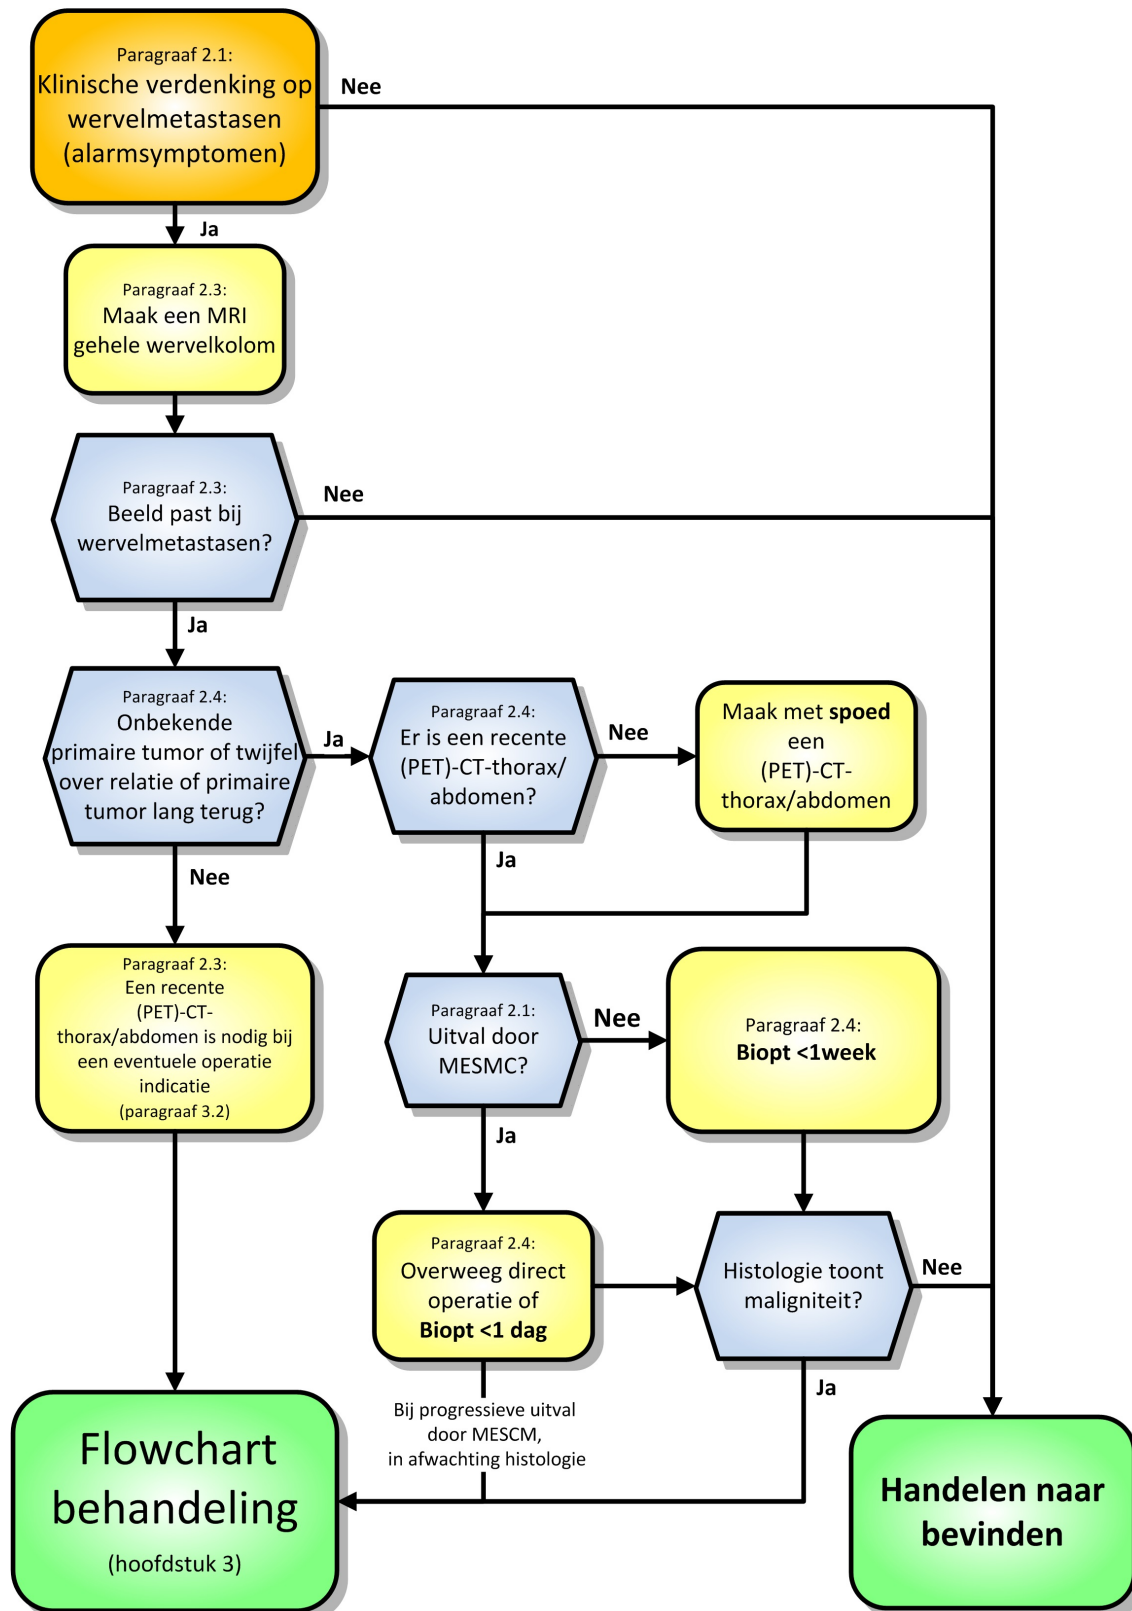 Paragraaf 2.1:
Klinische verdenking op
wervelmetastasen
(alarmsymptomen)
Nee
Ja
Paragraaf 2.3:
Maak een MRI
gehele wervelkolom
Paragraaf 2.3:
Beeld past bij
wervelmetastasen?
Nee
Ja
Paragraaf 2.4:
Onbekende
primaire tumor of twijfel
over relatie of primaire
tumor lang terug?
Ja
Paragraaf 2.4:
Er is een recente
(PET)-CT-thorax/
abdomen?
Nee
Maak met spoed
een
(PET)-CT-
thorax/abdomen
Nee
Ja
Paragraaf 2.3:
Een recente
(PET)-CT-
thorax/abdomen is nodig bij
een eventuele operatie
indicatie
(paragraaf 3.2)
Paragraaf 2.1:
Uitval door
MESMC?
Nee
Paragraaf 2.4:
Biopt <1week
Ja
Paragraaf 2.4:
Overweeg direct
operatie of
Biopt <1 dag
Histologie toont
maligniteit?
Nee
Ja
Bij progressieve uitval
door MESCM,
in afwachting histologie
Flowchart
behandeling
(hoofdstuk 3)
Handelen naar
bevinden